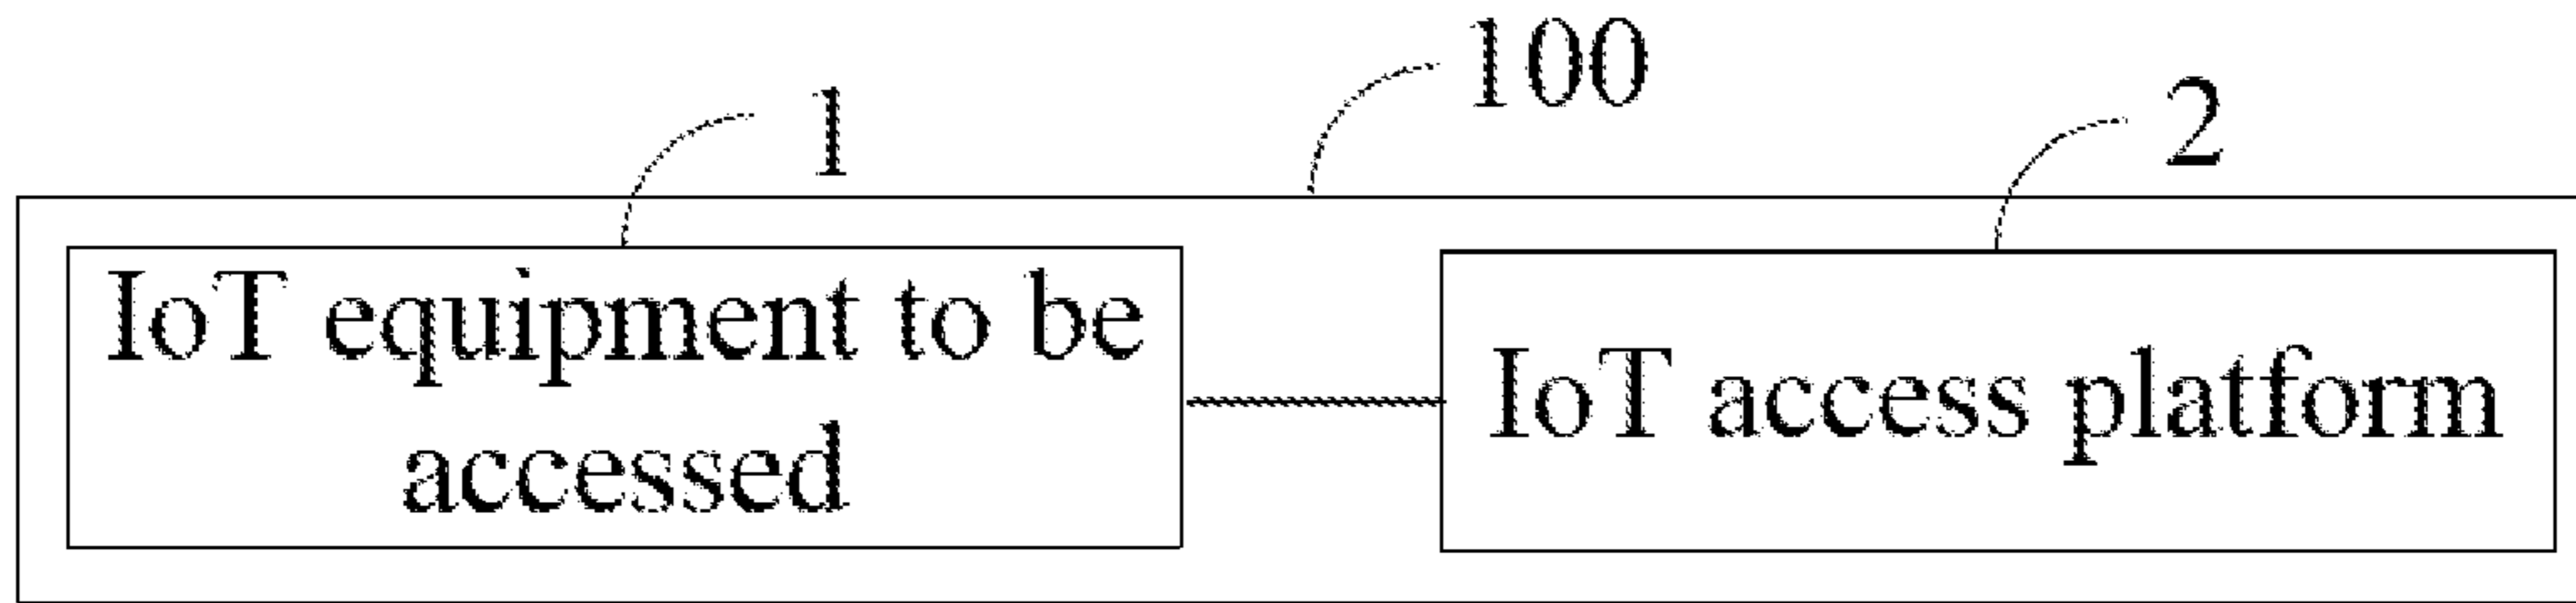 100
1
2
IoT equipment to be
accessed
IoT access platform